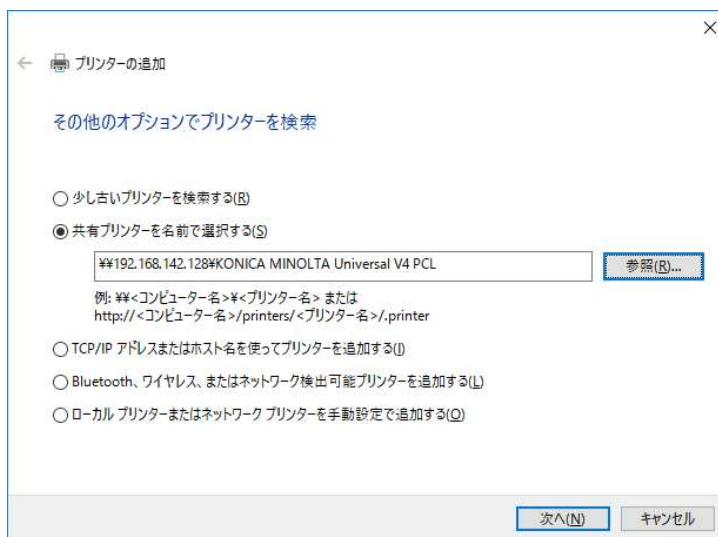 プリンターの追加
その他のオプションでプリンターを検索
少し古いプリンターを検索する(R)
共有プリンターを名前で選択する(S)
¥¥192.168.142.128¥KONICA MINOLTA Universal V4 PCL
参照(R)...
例: ¥¥<コンピューター名>¥<プリンター名> または
http://<コンピューター名>/printers/<プリンター名>/.printer
TCP/IP アドレスまたはホスト名を使ってプリンターを追加する(I)
Bluetooth、ワイヤレス、またはネットワーク検出可能プリンターを追加する(L)
ローカル プリンターまたはネットワーク プリンターを手動設定で追加する(O)
次へ(N)
キャンセル